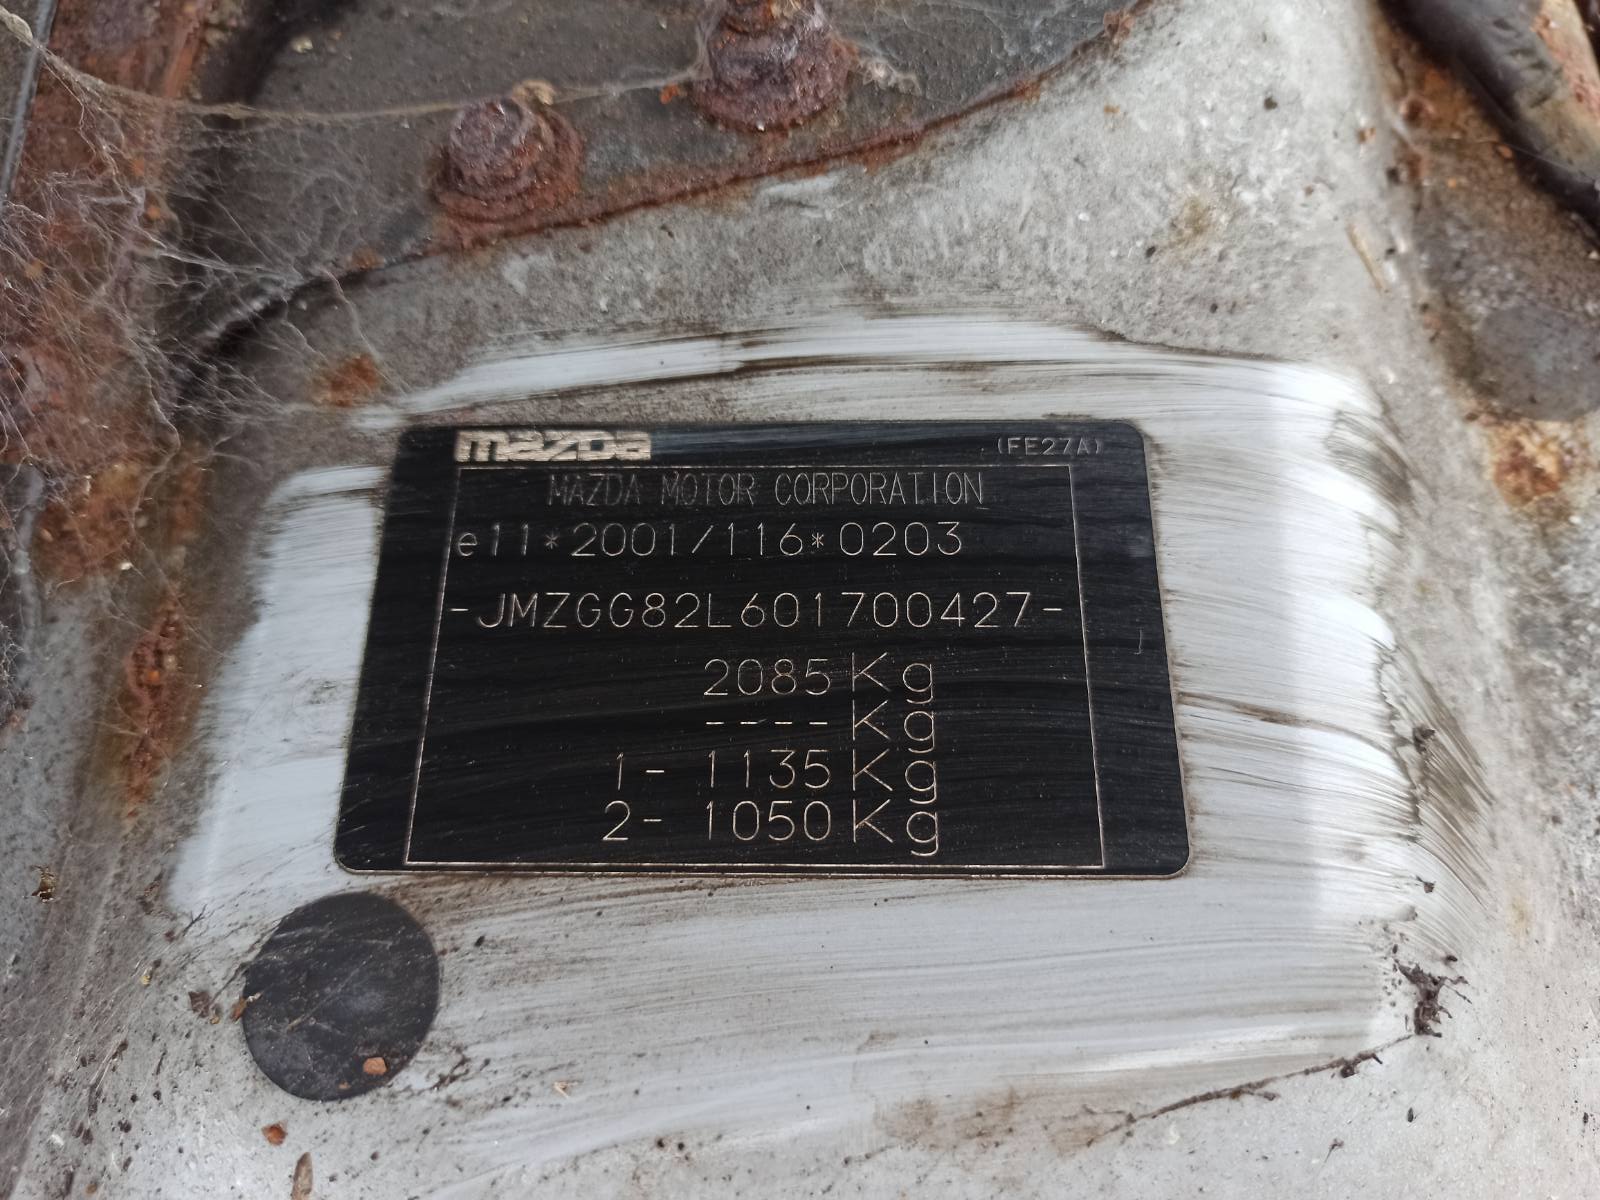 mazda (FE27A)
MAZDA MOTOR CORPORATION
e11*2001/116*0203
-JMZGG82L601700427-
2085 Kg
---- Kg
1- 1135 Kg
2- 1050 Kg